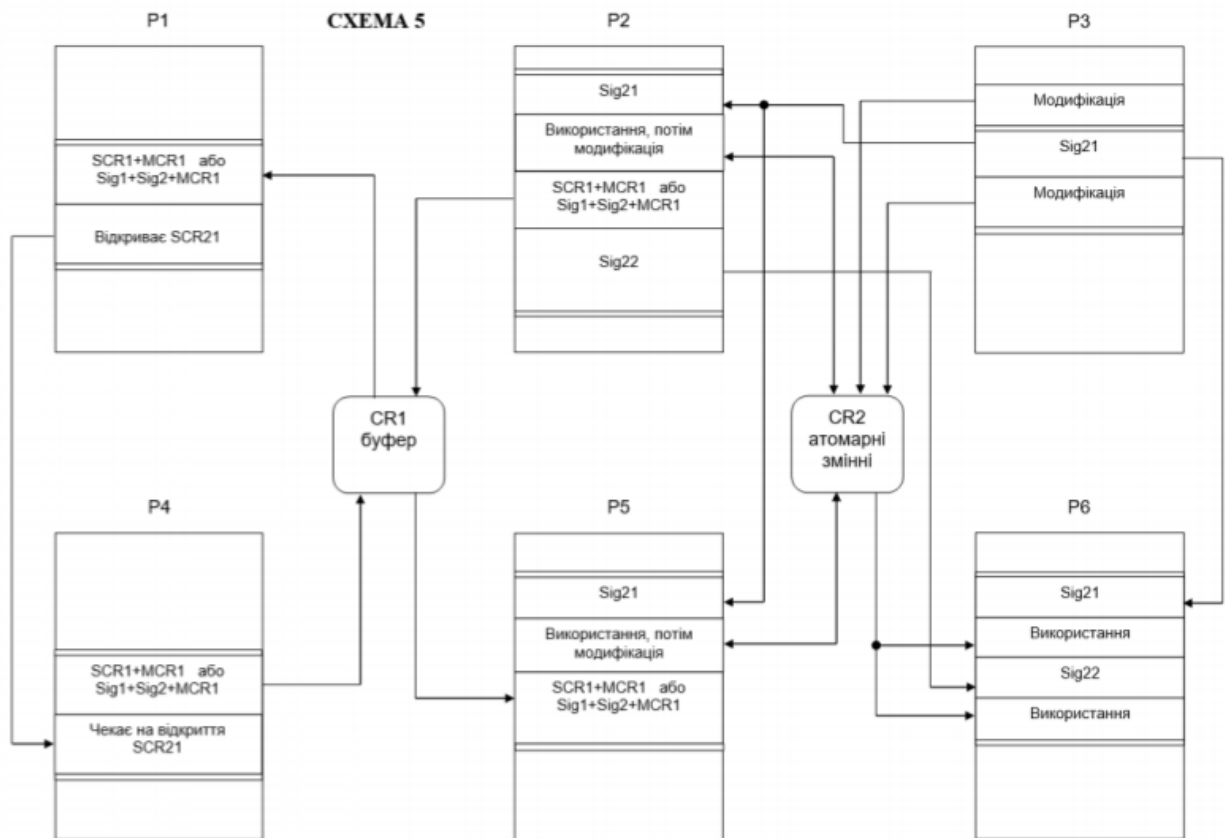 P1
СХЕМА 5
P2
P3
SCR1+MCR1 або
Sig1+Sig2+MCR1
Відкриває SCR21
Sig21
Використання, потім
модифікація
SCR1+MCR1 або
Sig1+Sig2+MCR1
Sig22
Модифікація
Sig21
Модифікація
CR1
буфер
CR2
атомарні
змінні
P4
P5
P6
SCR1+MCR1 або
Sig1+Sig2+MCR1
Чекає на відкриття
SCR21
Sig21
Використання, потім
модифікація
SCR1+MCR1 або
Sig1+Sig2+MCR1
Sig21
Використання
Sig22
Використання